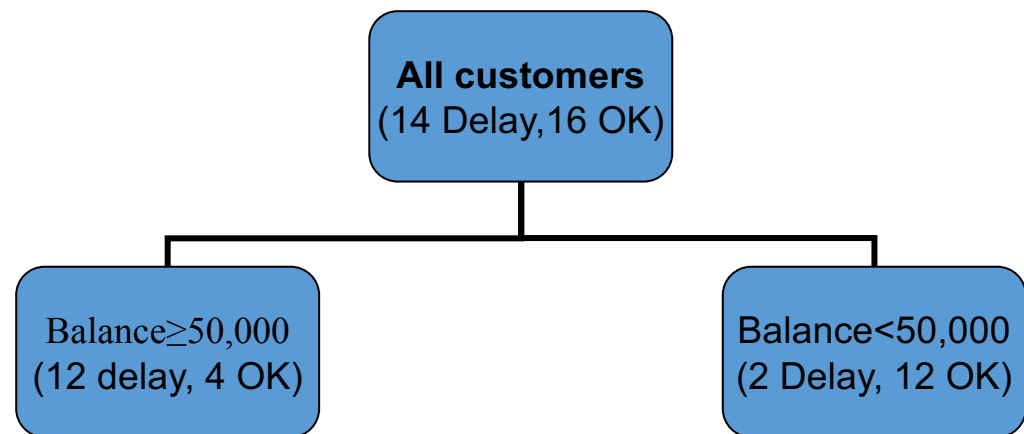 All customers
(14 Delay,16 OK)
Balance≥50,000
(12 delay, 4 OK)
Balance<50,000
(2 Delay, 12 OK)